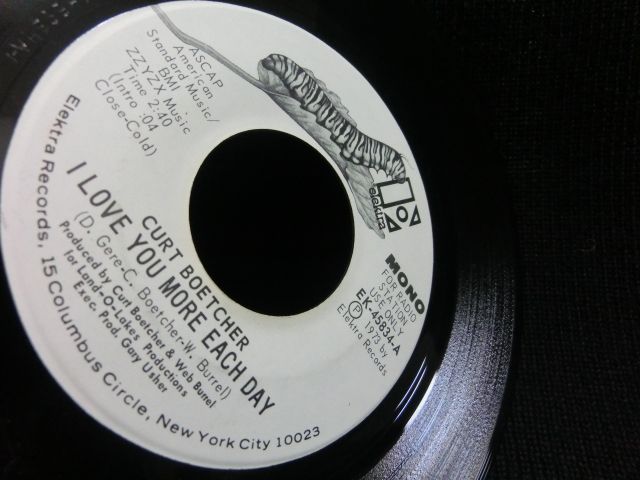 ASCAP
American
Standard Music/
BMI
ZZYZX Music
Time 2:40
(Intro :04
Close-Cold)
elektra
MONO
FOR RADIO
STATION
USE ONLY
EK-45834-A
Ⓟ 1973 by
Elektra Records
CURT BOETCHER
I LOVE YOU MORE EACH DAY
(D. Gere-C. Boetcher-W. Burrel)
Produced by Curt Boetcher & Web Burrel
for Land-O-Lakes Productions
Exec. Prod. Gary Usher
Elektra Records, 15 Columbus Circle, New York City 10023